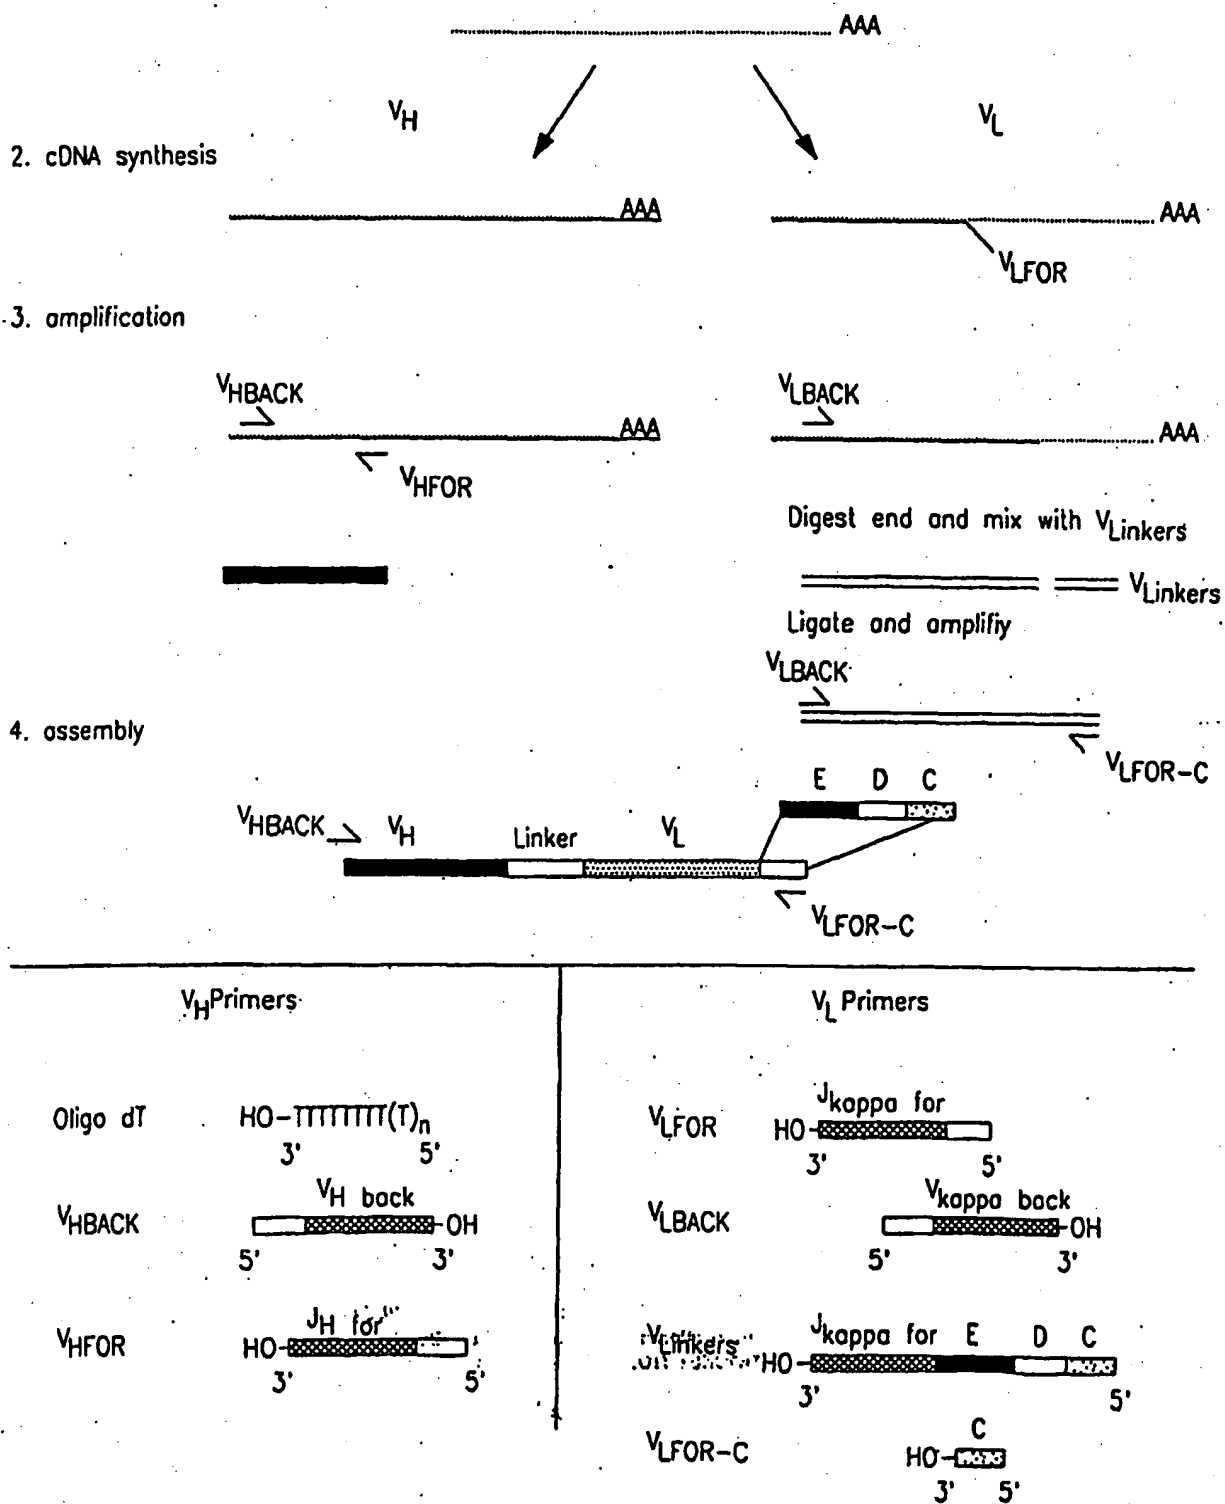 AAA
VH VL
2. cDNA synthesis
AAA AAA
VLFOR
3. amplification
VHBACK VLBACK
AAA AAA
VHFOR
Digest end and mix with VLinkers
VLinkers
Ligate and amplifiy
VLBACK
4. assembly
VLFOR-C
E D C
VHBACK VH Linker VL
VLFOR-C
VH Primers
VL Primers
Oligo dT HO-TTTTTTTT(T)n
3' 5'
VHBACK VH back -OH
5' 3'
VHFOR JH for HO-
3' 5'
VLFOR Jkappa for HO-
3' 5'
VLBACK Vkappa back -OH
5' 3'
VLinkers Jkappa for E D C
HO-
3' 5'
VLFOR-C C
HO-
3' 5'